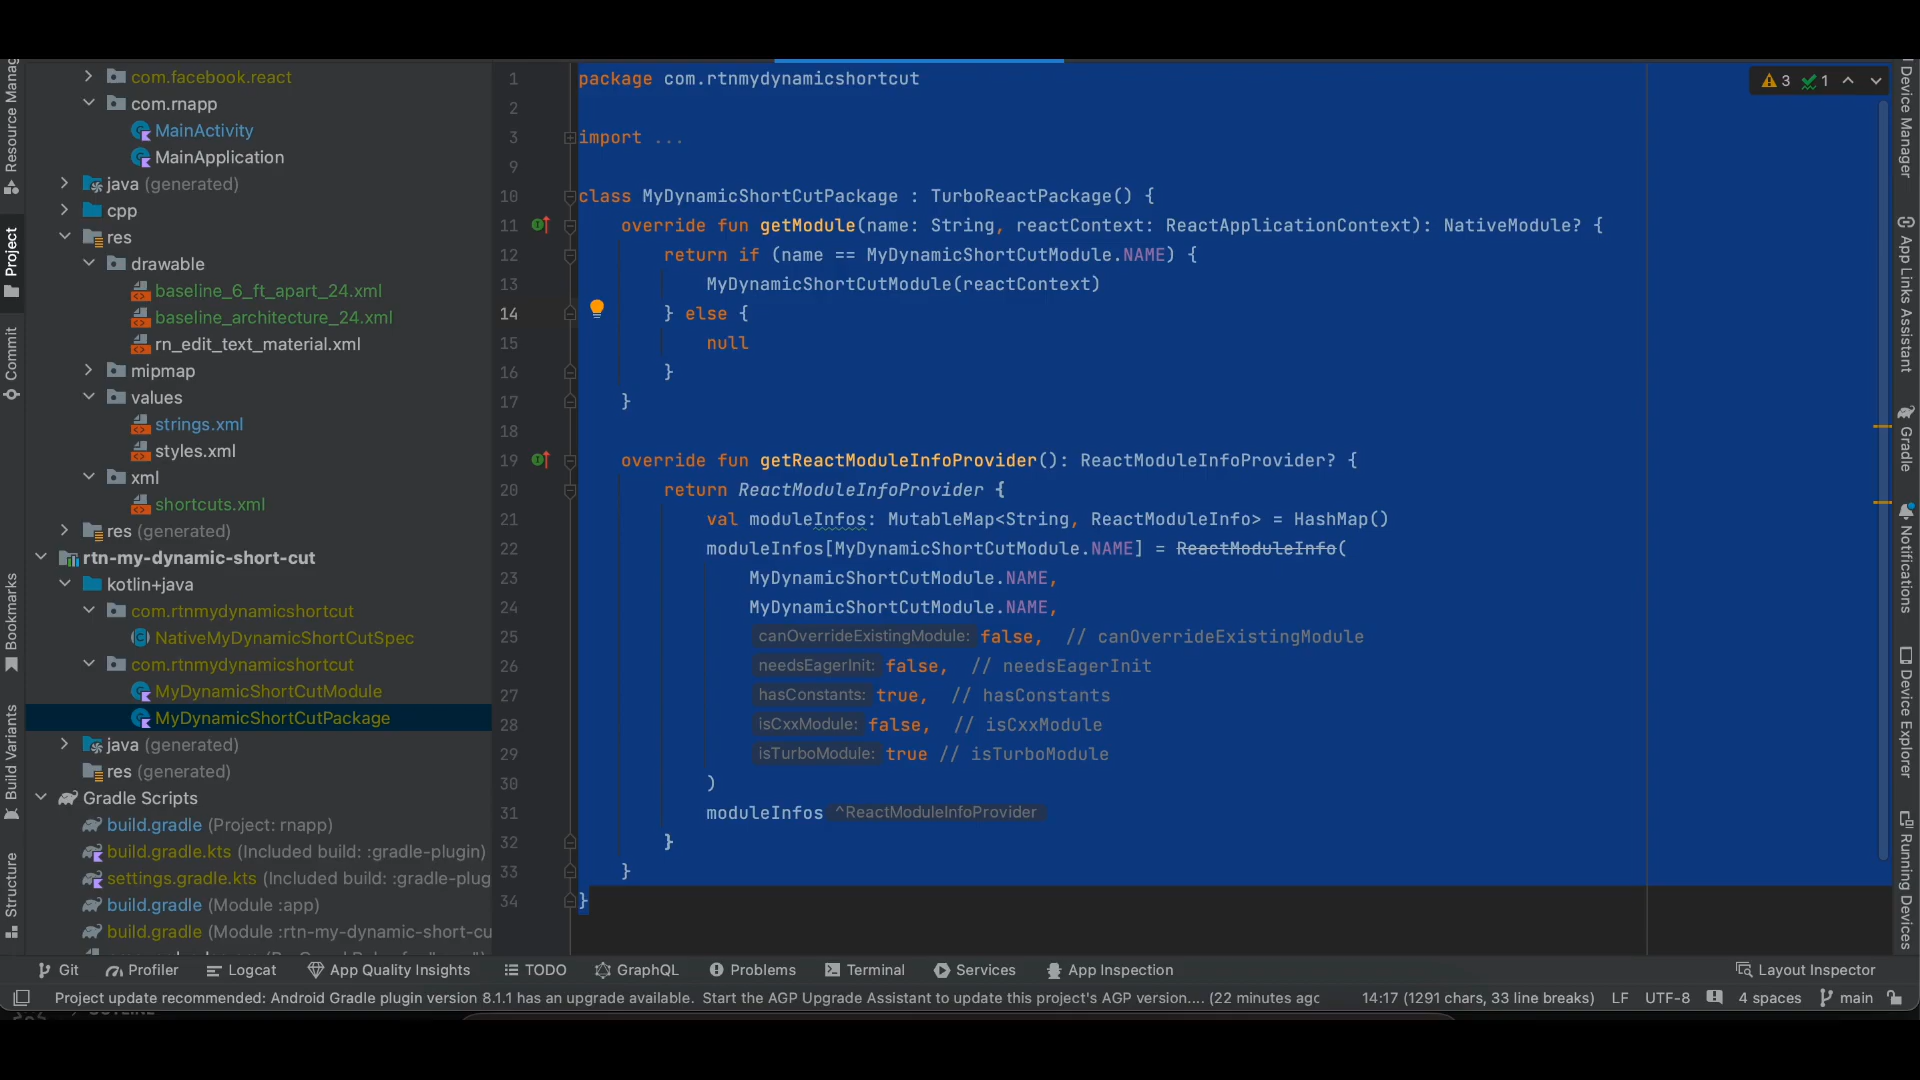 Resource Manag
Project
Commit
Bookmarks
Build Variants
Structure
com.facebook.react
com.rnapp
MainActivity
MainApplication
java (generated)
cpp
res
drawable
baseline_6_ft_apart_24.xml
baseline_architecture_24.xml
rn_edit_text_material.xml
mipmap
values
strings.xml
styles.xml
xml
shortcuts.xml
res (generated)
rtn-my-dynamic-short-cut
kotlin+java
com.rtnmydynamicshortcut
NativeMyDynamicShortCutSpec
com.rtnmydynamicshortcut
MyDynamicShortCutModule
MyDynamicShortCutPackage
java (generated)
res (generated)
Gradle Scripts
build.gradle (Project: rnapp)
build.gradle.kts (Included build: :gradle-plugin)
settings.gradle.kts (Included build: :gradle-plug
build.gradle (Module :app)
build.gradle (Module :rtn-my-dynamic-short-cu
1 package com.rtnmydynamicshortcut
2
3 import ...
9
10 class MyDynamicShortCutPackage : TurboReactPackage() {
11 override fun getModule(name: String, reactContext: ReactApplicationContext): NativeModule? {
12 return if (name == MyDynamicShortCutModule.NAME) {
13 MyDynamicShortCutModule(reactContext)
14 } else {
15 null
16 }
17 }
18
19 override fun getReactModuleInfoProvider(): ReactModuleInfoProvider? {
20 return ReactModuleInfoProvider {
21 val moduleInfos: MutableMap<String, ReactModuleInfo> = HashMap()
22 moduleInfos[MyDynamicShortCutModule.NAME] = ReactModuleInfo(
23 MyDynamicShortCutModule.NAME,
24 MyDynamicShortCutModule.NAME,
25 canOverrideExistingModule: false, // canOverrideExistingModule
26 needsEagerInit: false, // needsEagerInit
27 hasConstants: true, // hasConstants
28 isCxxModule: false, // isCxxModule
29 isTurboModule: true // isTurboModule
30 )
31 moduleInfos ^ReactModuleInfoProvider
32 }
33 }
34 }
3 1
Device Manager
App Links Assistant
Gradle
Notifications
Device Explorer
Running Devices
Git Profiler Logcat App Quality Insights TODO GraphQL Problems Terminal Services App Inspection Layout Inspector
Project update recommended: Android Gradle plugin version 8.1.1 has an upgrade available. Start the AGP Upgrade Assistant to update this project's AGP version.... (22 minutes agc 14:17 (1291 chars, 33 line breaks) LF UTF-8 4 spaces main